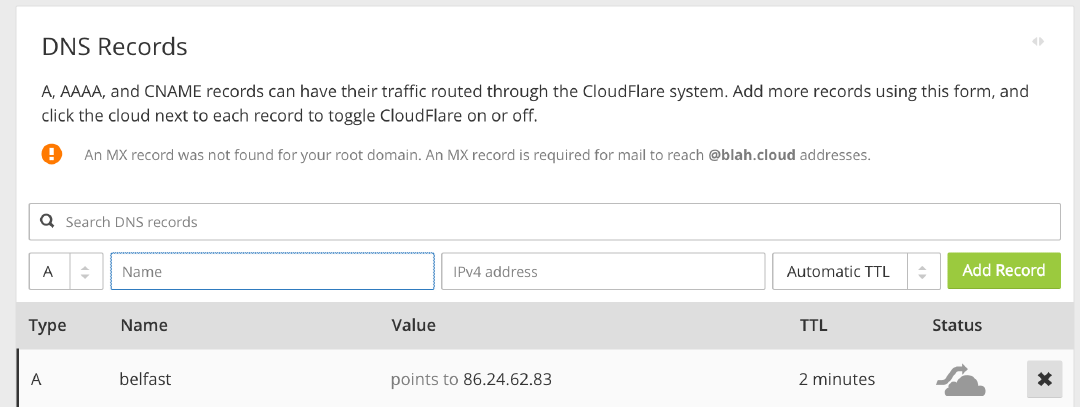 DNS Records
A, AAAA, and CNAME records can have their traffic routed through the CloudFlare system. Add more records using this form, and
click the cloud next to each record to toggle CloudFlare on or off.
An MX record was not found for your root domain. An MX record is required for mail to reach @blah.cloud addresses.
Search DNS records
A Name IPv4 address Automatic TTL Add Record
Type Name Value TTL Status
A belfast points to 86.24.62.83 2 minutes